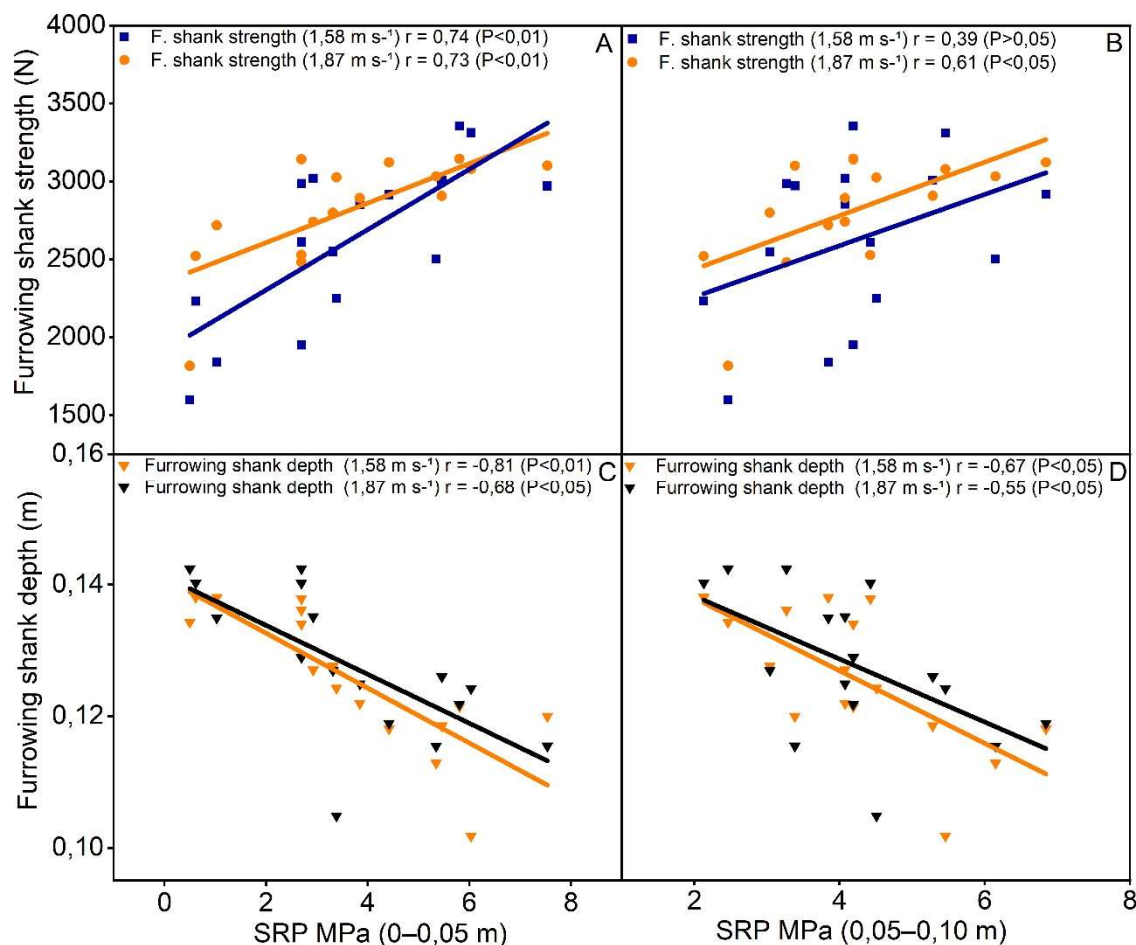 4000
3500
3000
2500
2000
1500
Furrowing shank strength (N)
F. shank strength (1,58 m s⁻¹) r = 0,74 (P<0,01)
F. shank strength (1,87 m s⁻¹) r = 0,73 (P<0,01)
A
F. shank strength (1,58 m s⁻¹) r = 0,39 (P>0,05)
F. shank strength (1,87 m s⁻¹) r = 0,61 (P<0,05)
B
0,16
0,14
0,12
0,10
Furrowing shank depth (m)
Furrowing shank depth (1,58 m s⁻¹) r = -0,81 (P<0,01)
Furrowing shank depth (1,87 m s⁻¹) r = -0,68 (P<0,05)
C
Furrowing shank depth (1,58 m s⁻¹) r = -0,67 (P<0,05)
Furrowing shank depth (1,87 m s⁻¹) r = -0,55 (P<0,05)
D
0 2 4 6 8
SRP MPa (0–0,05 m)
2 4 6 8
SRP MPa (0,05–0,10 m)